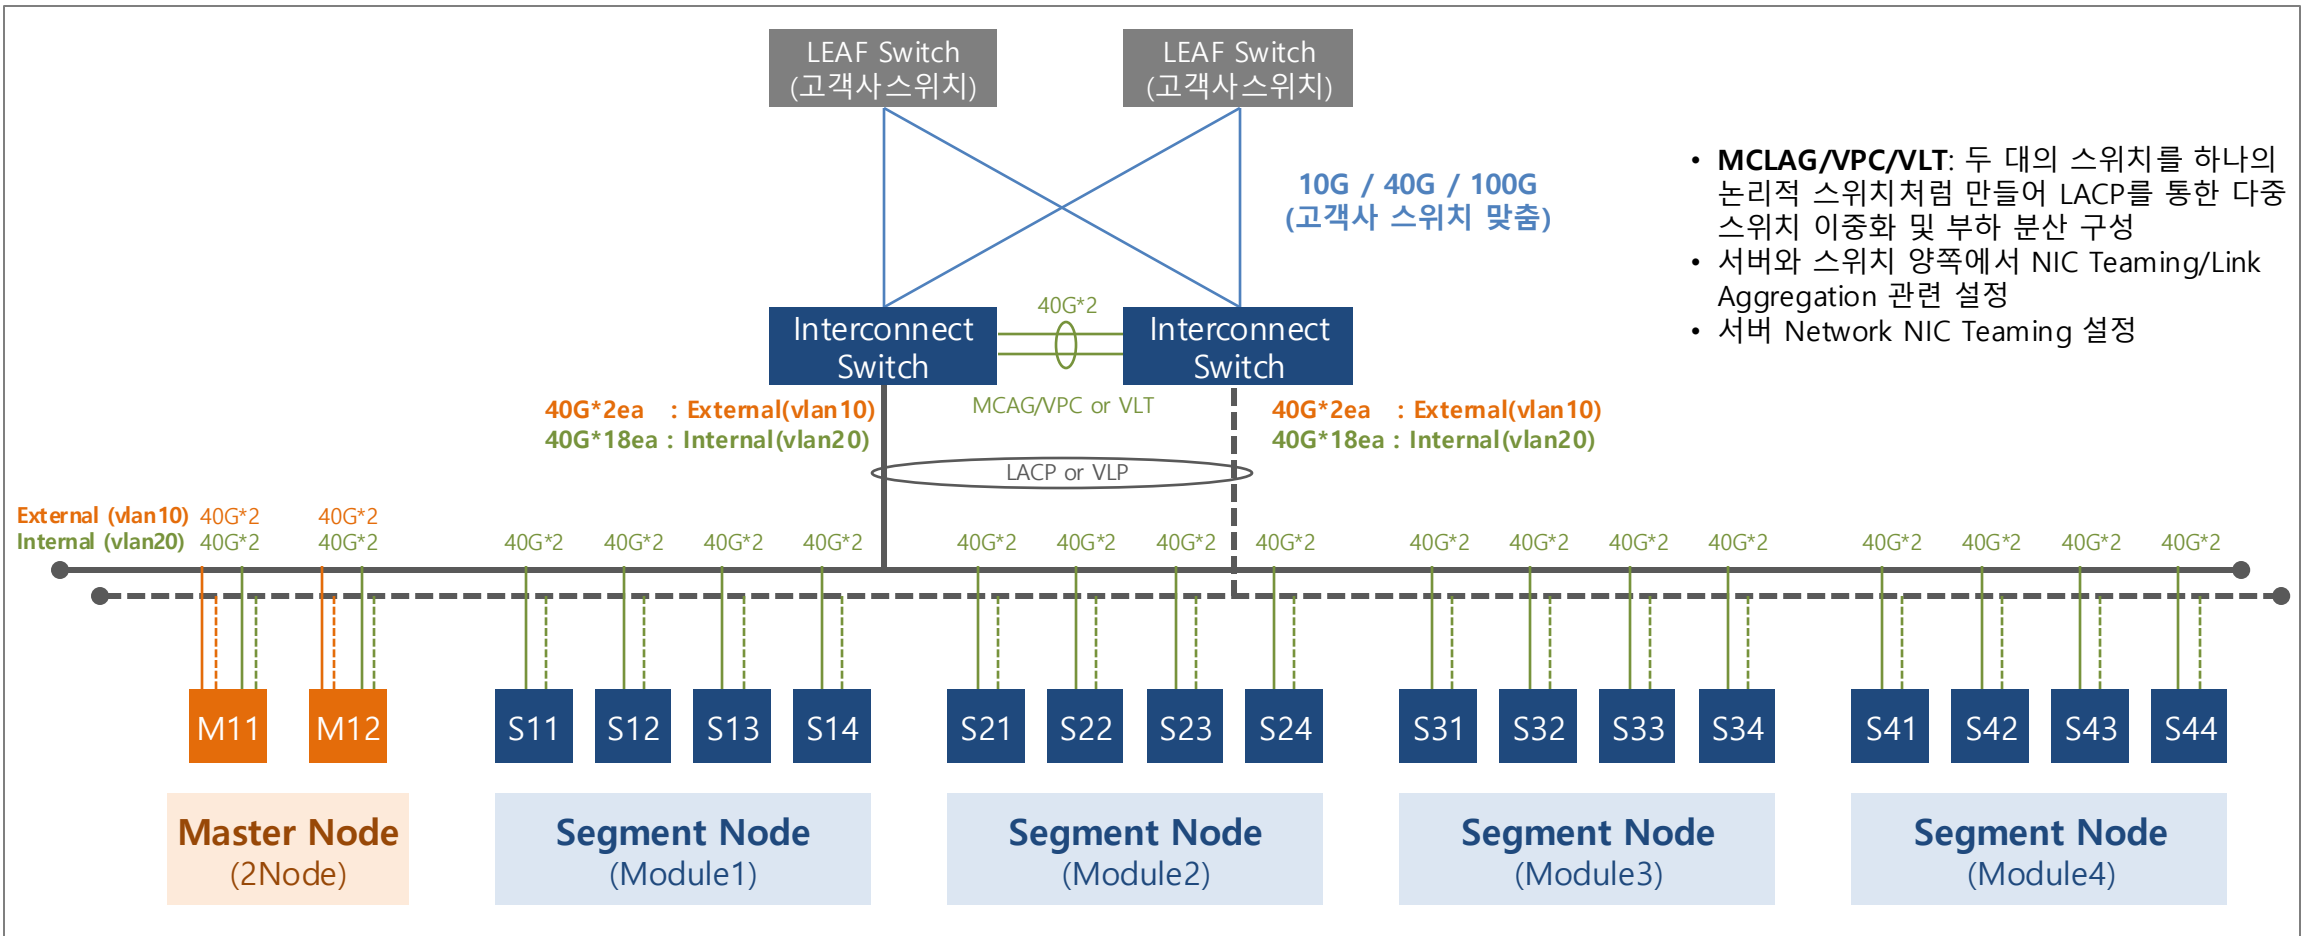 LEAF Switch
(고객사스위치)
LEAF Switch
(고객사스위치)
10G / 40G / 100G
(고객사 스위치 맞춤)
• MCLAG/VPC/VLT: 두 대의 스위치를 하나의
논리적 스위치처럼 만들어 LACP를 통한 다중
스위치 이중화 및 부하 분산 구성
• 서버와 스위치 양쪽에서 NIC Teaming/Link
Aggregation 관련 설정
• 서버 Network NIC Teaming 설정
40G*2
Interconnect
Switch
Interconnect
Switch
MCAG/VPC or VLT
40G*2ea : External(vlan10)
40G*18ea : Internal(vlan20)
40G*2ea : External(vlan10)
40G*18ea : Internal(vlan20)
LACP or VLP
External (vlan10) 40G*2 40G*2
Internal (vlan20) 40G*2 40G*2 40G*2 40G*2 40G*2 40G*2 40G*2 40G*2 40G*2 40G*2 40G*2 40G*2 40G*2 40G*2 40G*2 40G*2 40G*2 40G*2
M11 M12 S11 S12 S13 S14 S21 S22 S23 S24 S31 S32 S33 S34 S41 S42 S43 S44
Master Node
(2Node)
Segment Node
(Module1)
Segment Node
(Module2)
Segment Node
(Module3)
Segment Node
(Module4)